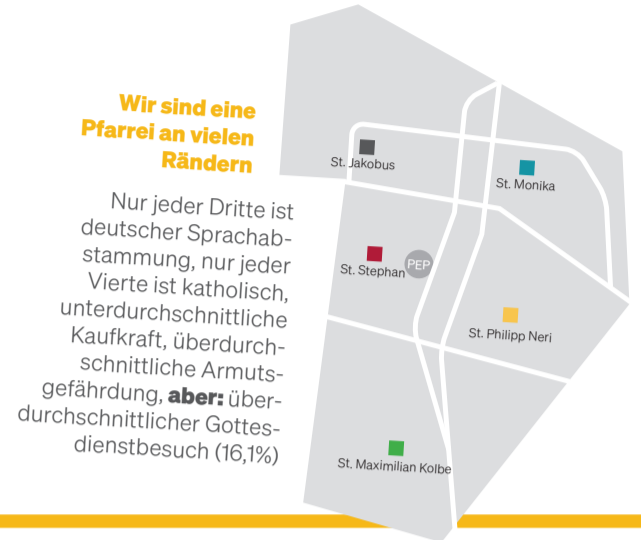 Wir sind eine
Pfarrei an vielen
Rändern
Nur jeder Dritte ist
deutscher Sprachab-
stammung, nur jeder
Vierte ist katholisch,
unterdurchschnittliche
Kaufkraft, überdurch-
schnittliche Armuts-
gefährdung, aber: über-
durchschnittlicher Gottes-
dienstbesuch (16,1%)
St. Jakobus
St. Monika
St. Stephan
PEP
St. Philipp Neri
St. Maximilian Kolbe